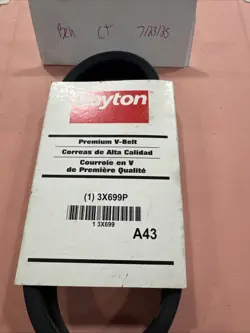 Ben CT 7/23/25
Dayton
Premium V-Belt
Correas de Alta Calidad
Courroie en V
de Première Qualité
(1) 3X699P
1 3X699
A43